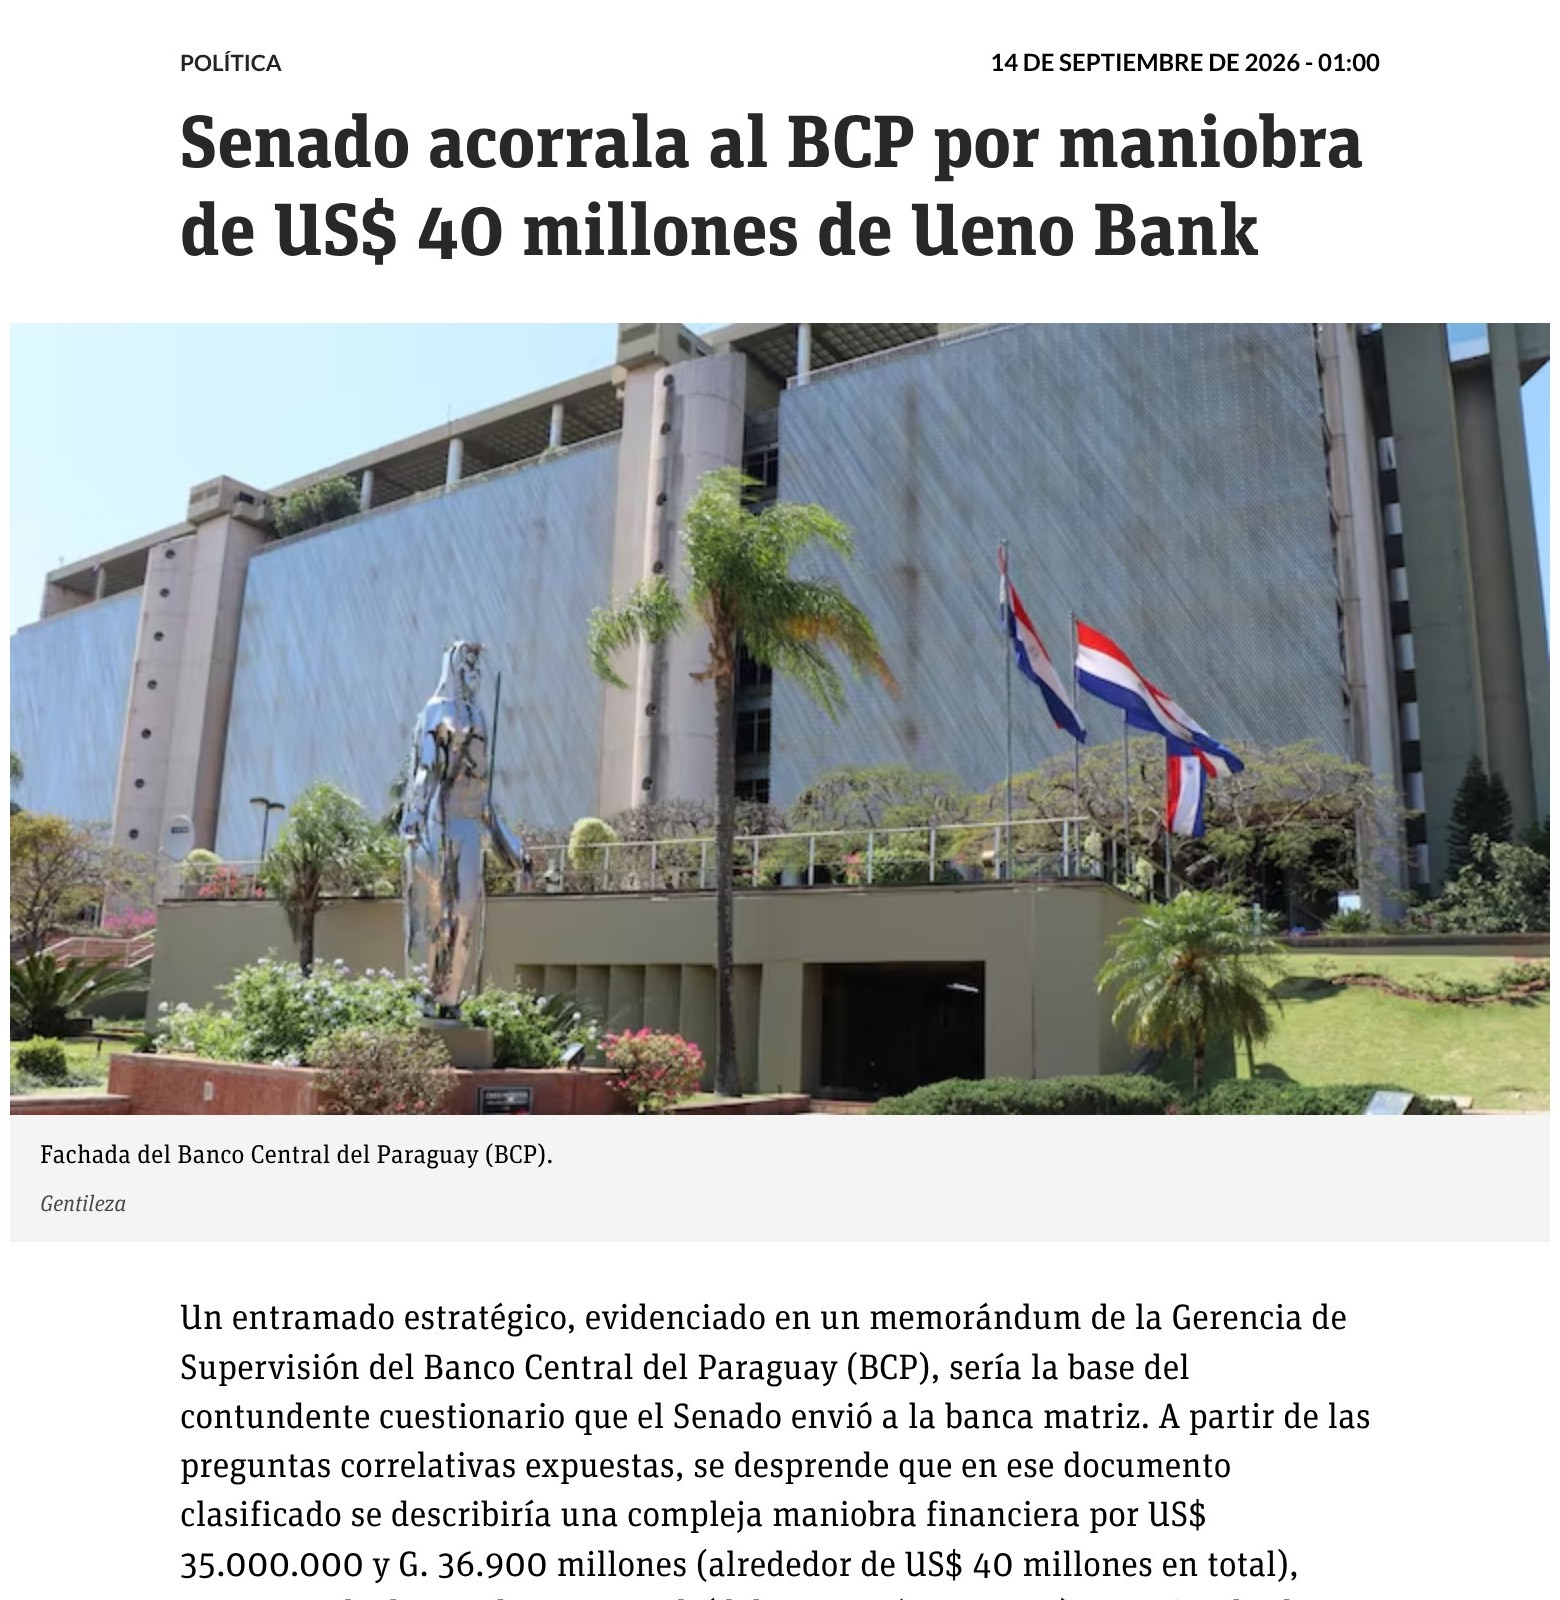 POLÍTICA
14 DE SEPTIEMBRE DE 2026 - 01:00
Senado acorrala al BCP por maniobra
de US$ 40 millones de Ueno Bank
Fachada del Banco Central del Paraguay (BCP).
Gentileza
Un entramado estratégico, evidenciado en un memorándum de la Gerencia de
Supervisión del Banco Central del Paraguay (BCP), sería la base del
contundente cuestionario que el Senado envió a la banca matriz. A partir de las
preguntas correlativas expuestas, se desprende que en ese documento
clasificado se describiría una compleja maniobra financiera por US$
35.000.000 y G. 36.900 millones (alrededor de US$ 40 millones en total),